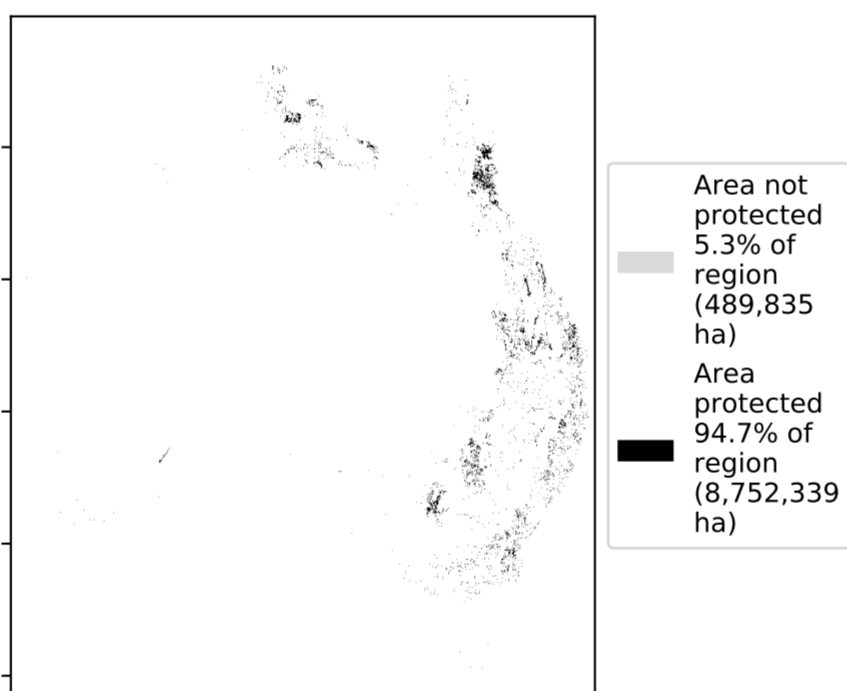 Area not
protected
5.3% of
region
(489,835
ha)
Area
protected
94.7% of
region
(8,752,339
ha)